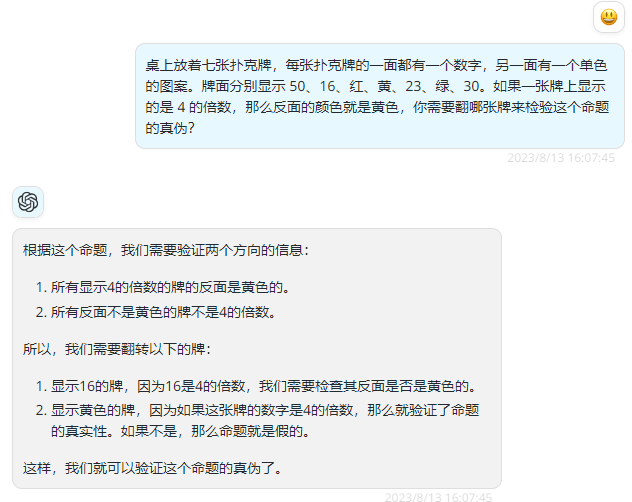 桌上放着七张扑克牌，每张扑克牌的一面都有一个数字，另一面有一个单色
的图案。牌面分别显示 50、16、红、黄、23、绿、30。如果一张牌上显示
的是 4 的倍数，那么反面的颜色就是黄色，你需要翻哪张牌来检验这个命题
的真伪？
2023/8/13 16:07:45
根据这个命题，我们需要验证两个方向的信息：
1. 所有显示4的倍数的牌的反面是黄色的。
2. 所有反面不是黄色的牌不是4的倍数。
所以，我们需要翻转以下的牌：
1. 显示16的牌，因为16是4的倍数，我们需要检查其反面是否是黄色的。
2. 显示黄色的牌，因为如果这张牌的数字是4的倍数，那么就验证了命题
的真实性。如果不是，那么命题就是假的。
这样，我们就可以验证这个命题的真伪了。
2023/8/13 16:07:45